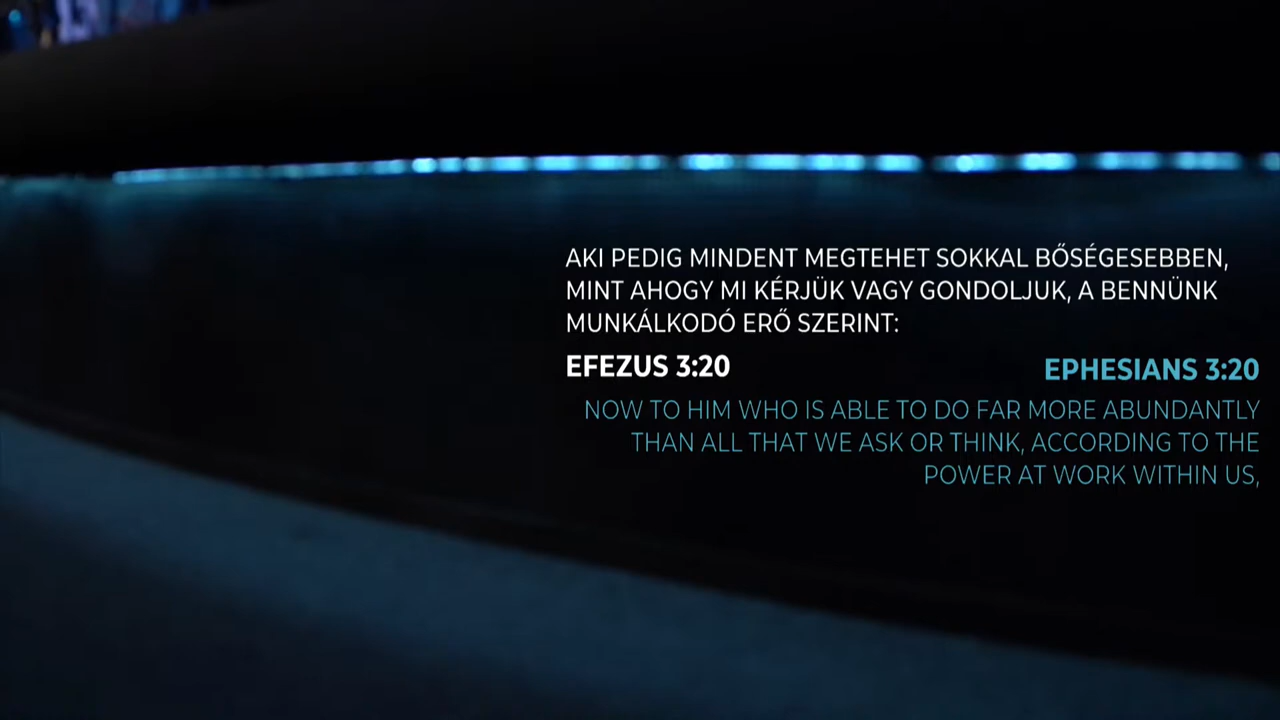 AKI PEDIG MINDENT MEGTEHET SOKKAL BŐSÉGESEBBEN,
MINT AHOGY MI KÉRJÜK VAGY GONDOLJUK, A BENNÜNK
MUNKÁLKODÓ ERŐ SZERINT:
EFEZUS 3:20
EPHESIANS 3:20
NOW TO HIM WHO IS ABLE TO DO FAR MORE ABUNDANTLY
THAN ALL THAT WE ASK OR THINK, ACCORDING TO THE
POWER AT WORK WITHIN US,